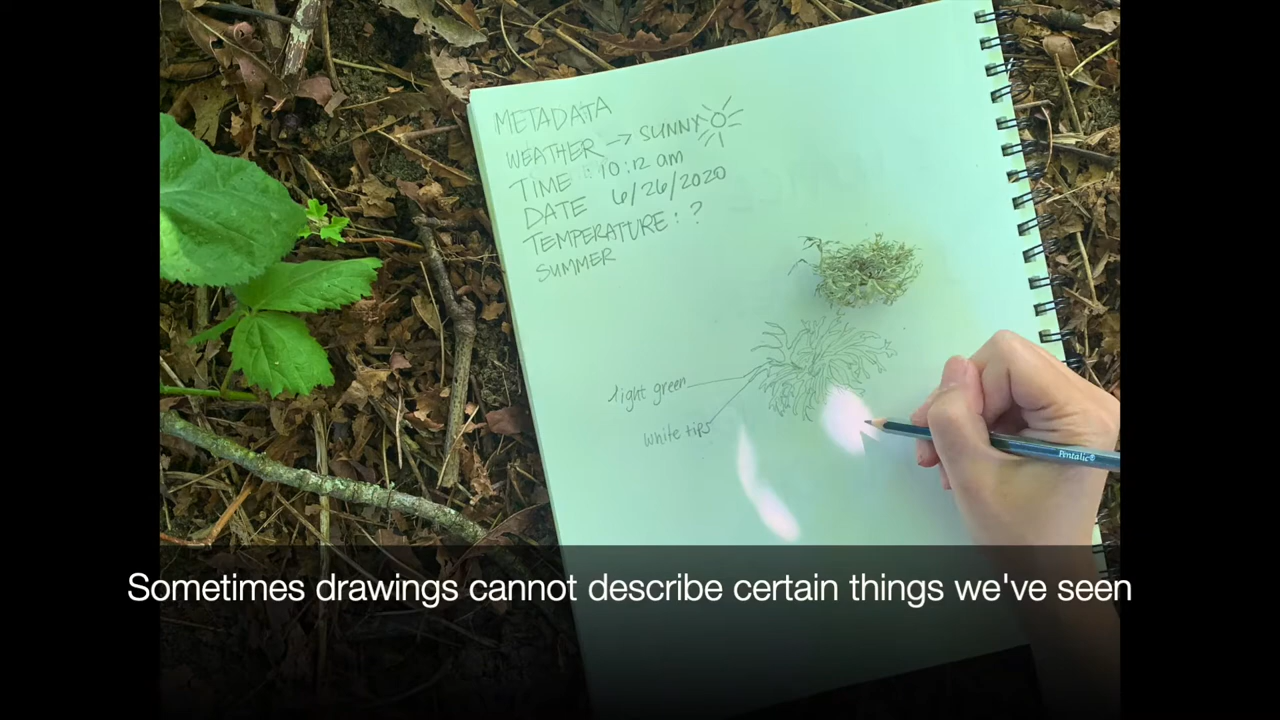 METADATA
WEATHER → SUNNY
TIME : 10:12 am
DATE 6/26/2020
TEMPERATURE : ?
SUMMER
light green
white tips
Pentalic®
Sometimes drawings cannot describe certain things we've seen